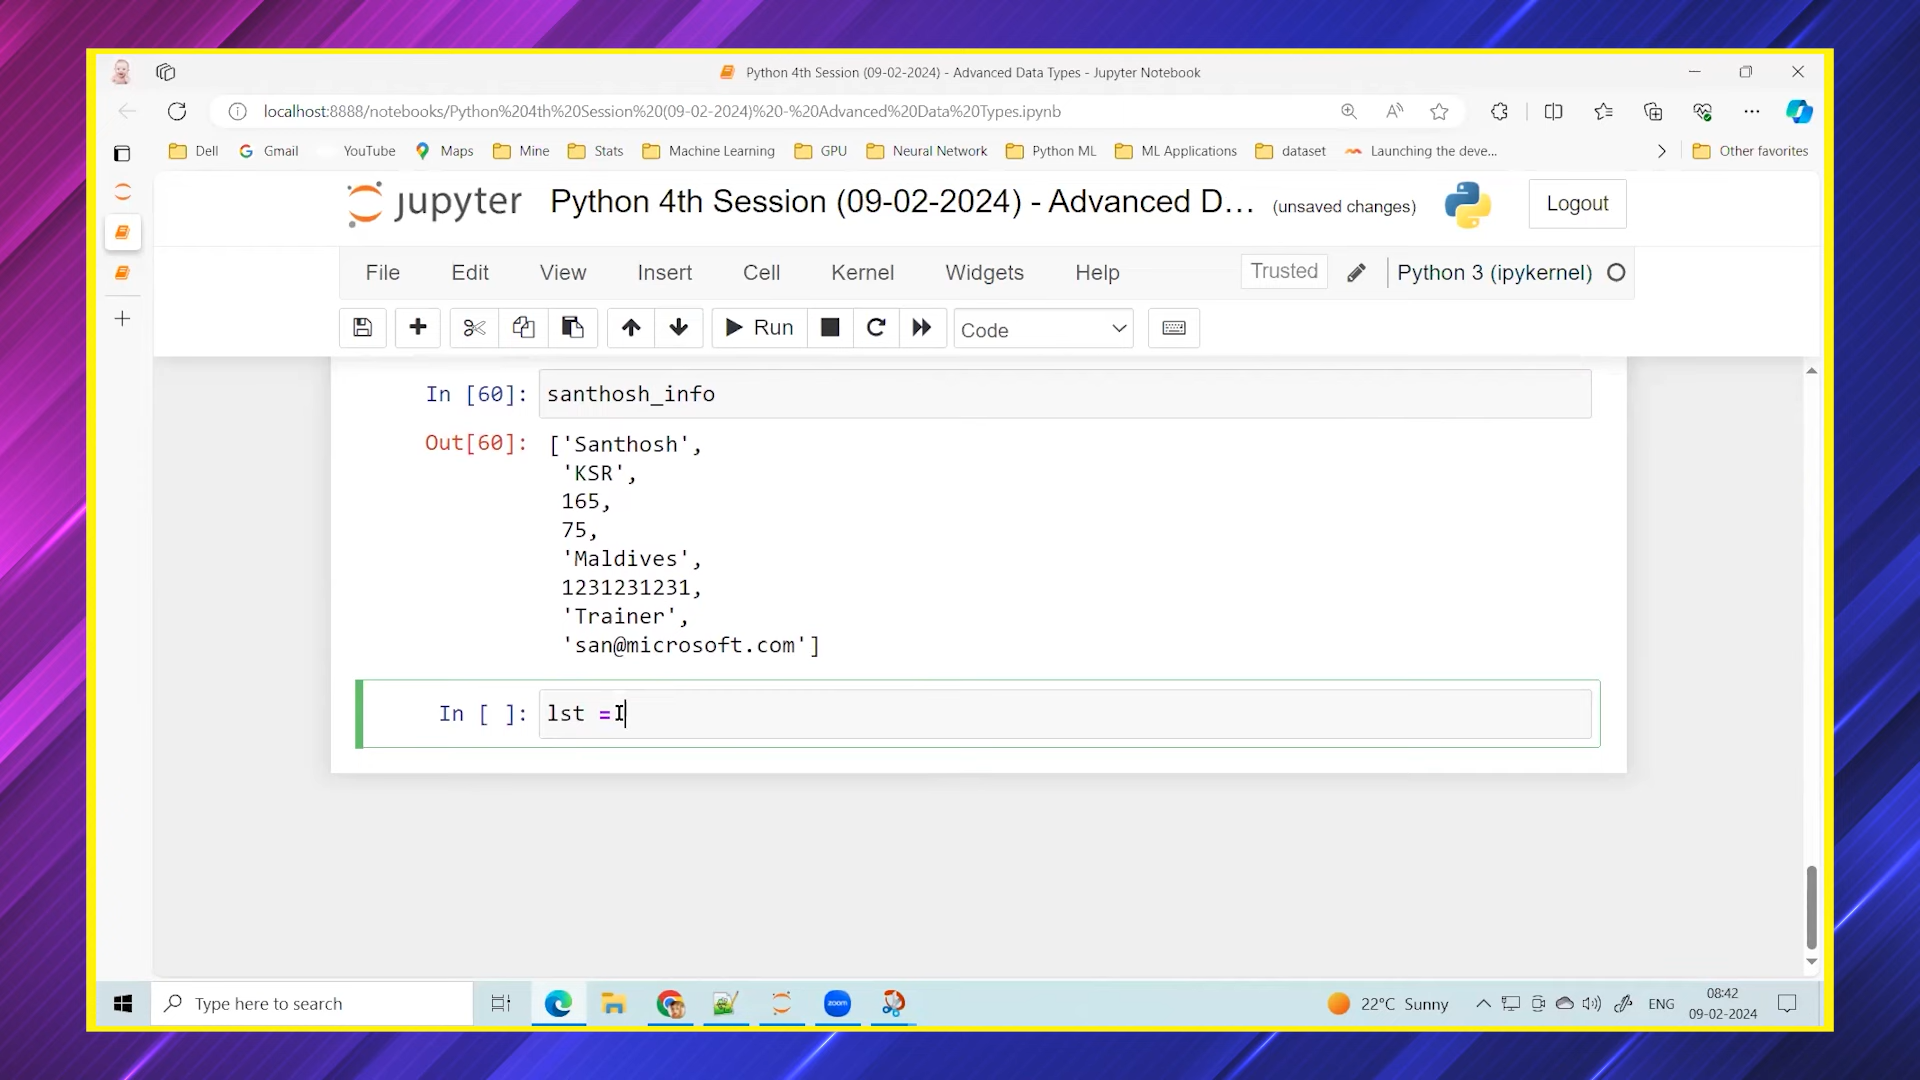 Python 4th Session (09-02-2024) - Advanced Data Types - Jupyter Notebook
localhost:8888/notebooks/Python%204th%20Session%20(09-02-2024)%20-%20Advanced%20Data%20Types.ipynb
Dell Gmail YouTube Maps Mine Stats Machine Learning GPU Neural Network Python ML ML Applications dataset Launching the deve... Other favorites
jupyter Python 4th Session (09-02-2024) - Advanced D... (unsaved changes) Logout
File Edit View Insert Cell Kernel Widgets Help Trusted Python 3 (ipykernel)
Run Code
In [60]: santhosh_info
Out[60]: ['Santhosh',
'KSR',
165,
75,
'Maldives',
1231231231,
'Trainer',
'san@microsoft.com']
In [ ]: lst =
Type here to search zoom 22°C Sunny ENG 08:42
09-02-2024